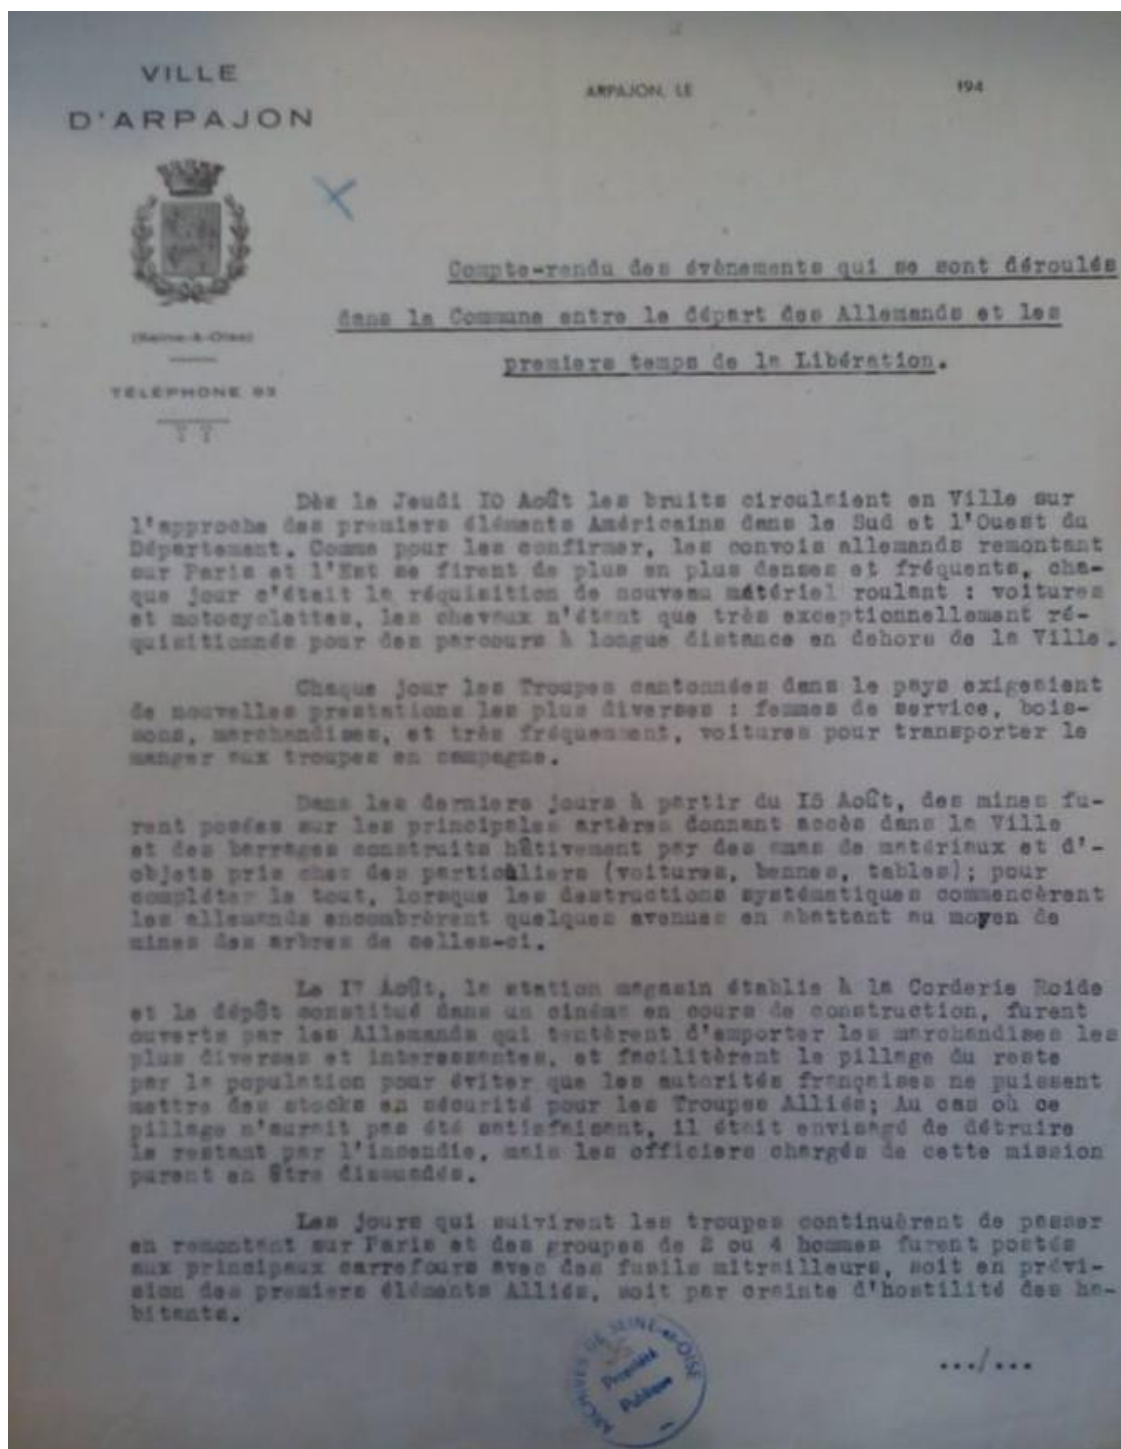 VILLE
D'ARPAJON
ARPAJON, LE 194
(Seine-&-Oise)
TÉLÉPHONE 93
Compte-rendu des évènements qui se sont déroulés
dans la Commune entre le départ des Allemands et les
premiers temps de la Libération.
Dès le Jeudi IO Août les bruits circulaient en Ville sur
l'approche des premiers éléments Américains dans le Sud et l'Ouest du
Département. Comme pour les confirmer, les convois allemands remontant
sur Paris et l'Est se firent de plus en plus denses et fréquents, cha-
que jour c'était la réquisition de nouveau matériel roulant : voitures
et motocyclettes, les chevaux n'étant que très exceptionnellement ré-
quisitionnés pour des parcours à longue distance en dehors de la Ville.
Chaque jour les Troupes cantonnées dans le pays exigeaient
de nouvelles prestations les plus diverses : femmes de service, bois-
sons, marchandises, et très fréquemment, voitures pour transporter le
manger aux troupes en campagne.
Dans les derniers jours à partir du I5 Août, des mines fu-
rent posées sur les principales artères donnant accès dans la Ville
et des barrages construits hâtivement par des amas de matériaux et d'-
objets pris chez des particuliers (voitures, bennes, tables); pour
compléter le tout, lorsque les destructions systématiques commencèrent
les allemands encombrèrent quelques avenues en abattant au moyen de
mines des arbres de celles-ci.
Le I7 Août, la station magasin établie à la Corderie Roide
et le dépôt constitué dans un cinéma en cours de construction, furent
ouverts par les Allemands qui tentèrent d'emporter les marchandises les
plus diverses et interessantes, et facilitèrent le pillage du reste
par la population pour éviter que les autorités françaises ne puissent
mettre des stocks en sécurité pour les Troupes Alliés; Au cas où ce
pillage n'aurait pas été satisfaisant, il était envisagé de détruire
le restant par l'incendie, mais les officiers chargés de cette mission
purent en être dissuadés.
Les jours qui suivirent les troupes continuèrent de passer
en remontant sur Paris et des groupes de 2 ou 4 hommes furent postés
aux principaux carrefours avec des fusils mitrailleurs, soit en prévi-
sion des premiers éléments Alliés, soit par crainte d'hostilité des ha-
bitants.
ARCHIVES DE SEINE-et-OISE
Propriété
Publique
.../...